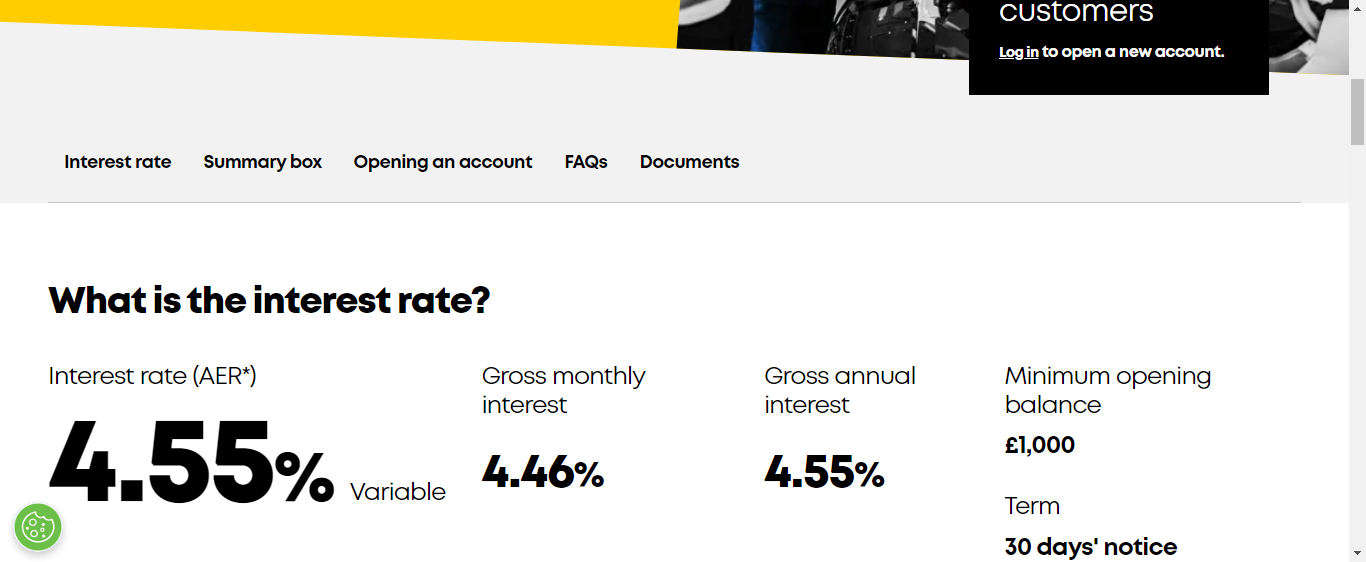 customers
Log in to open a new account.
Interest rate Summary box Opening an account FAQs Documents
What is the interest rate?
Interest rate (AER*)
4.55% Variable
Gross monthly
interest
4.46%
Gross annual
interest
4.55%
Minimum opening
balance
£1,000
Term
30 days' notice